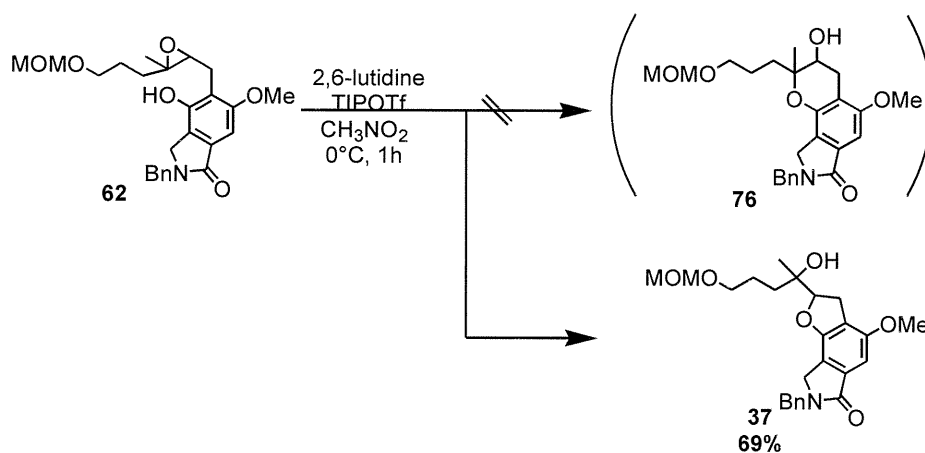 O
MOMO
HO
OMe
BnN
O
62
2,6-lutidine
TIPOTf
CH3NO2
0°C, 1h
OH
MOMO
O
OMe
BnN
O
76
OH
MOMO
O
OMe
BnN
O
37
69%